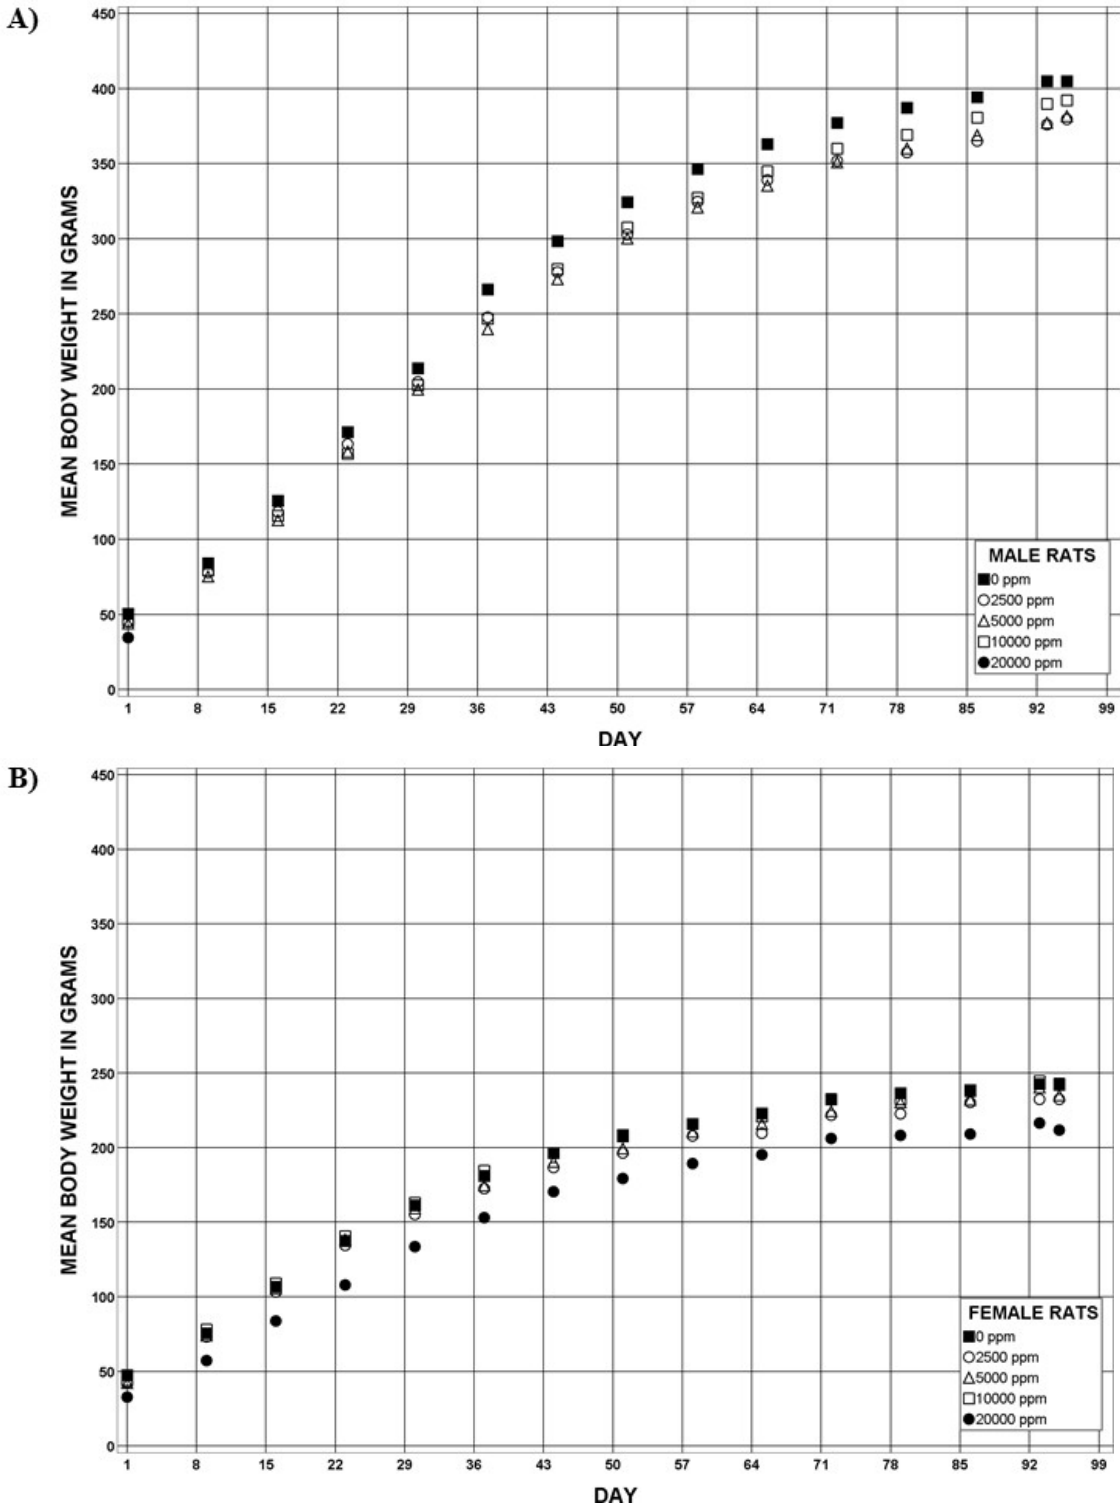 A)
MEAN BODY WEIGHT IN GRAMS
450
400
350
300
250
200
150
100
50
0
1 8 15 22 29 36 43 50 57 64 71 78 85 92 99
DAY
MALE RATS
0 ppm
2500 ppm
5000 ppm
10000 ppm
20000 ppm
B)
MEAN BODY WEIGHT IN GRAMS
450
400
350
300
250
200
150
100
50
0
1 8 15 22 29 36 43 50 57 64 71 78 85 92 99
DAY
FEMALE RATS
0 ppm
2500 ppm
5000 ppm
10000 ppm
20000 ppm